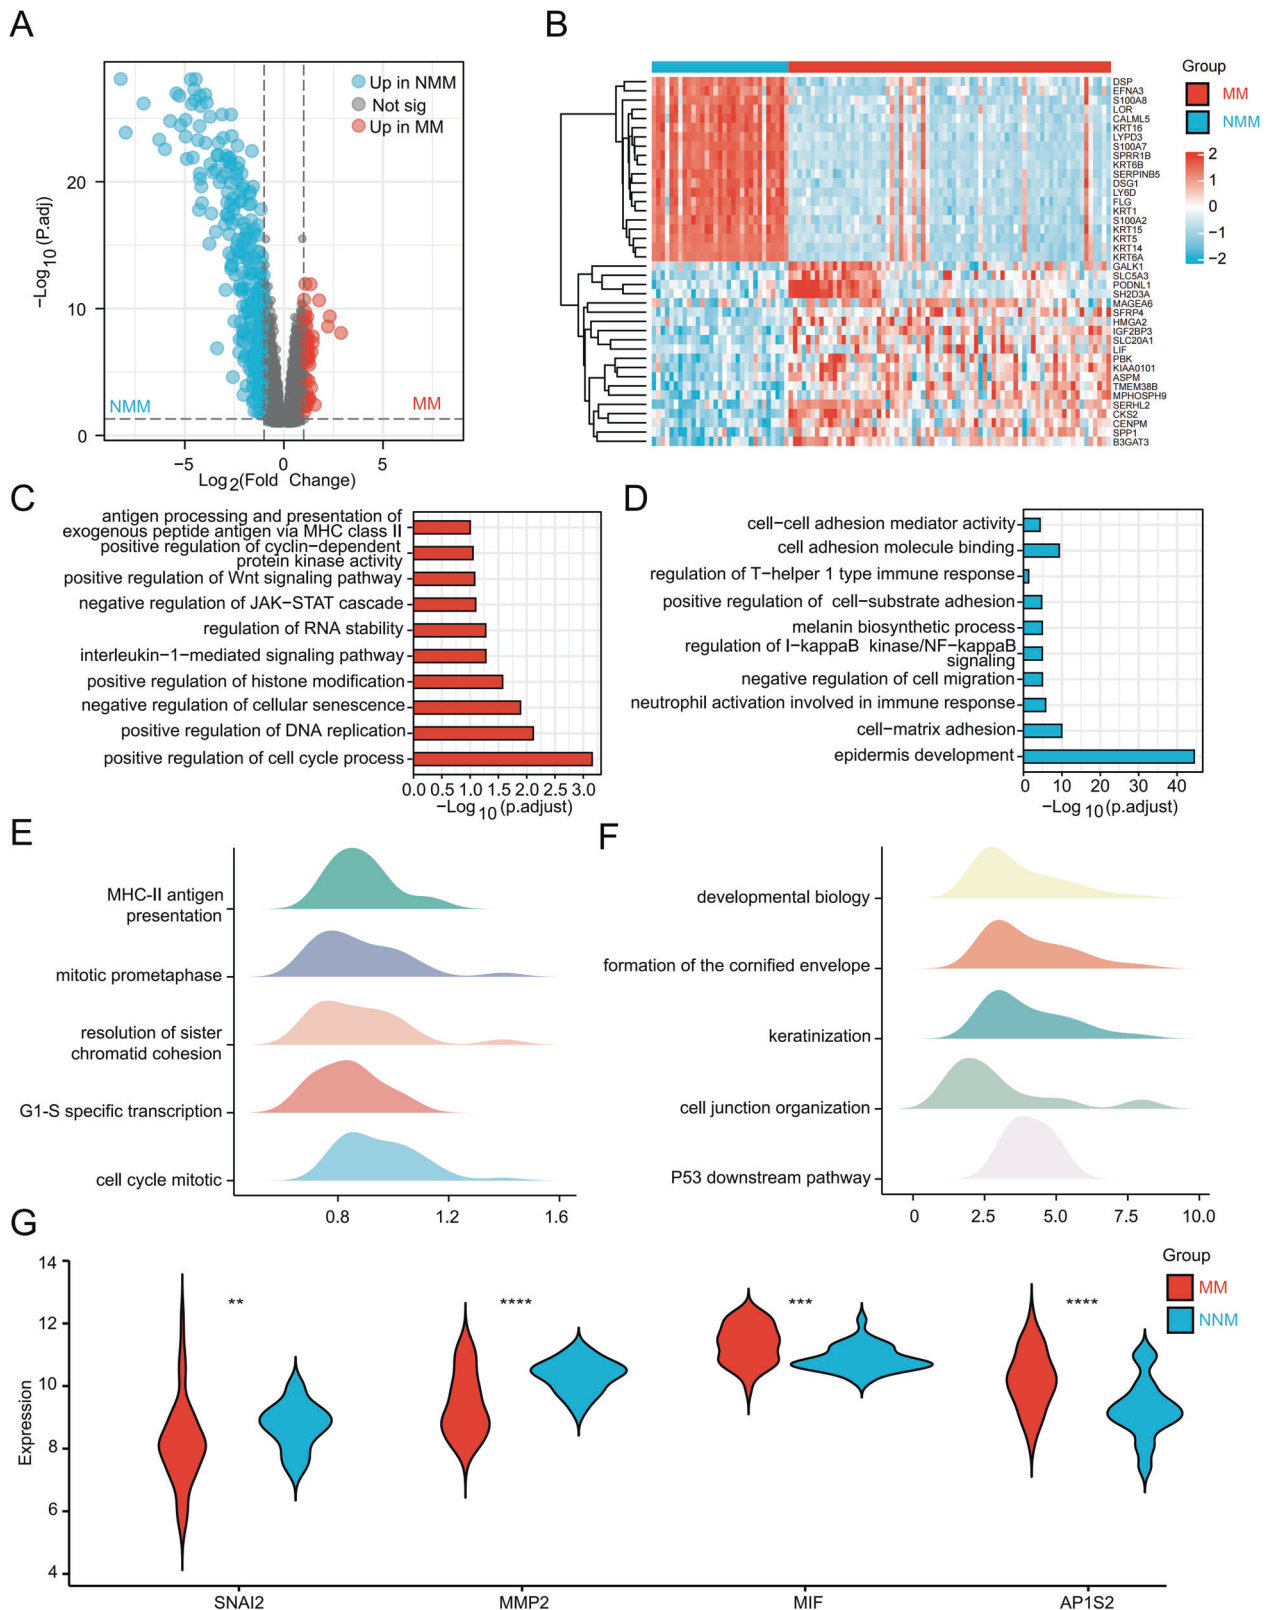 A
Up in NMM
Not sig
Up in MM
20
10
0
−Log10(P.adj)
NMM
MM
−5
0
5
Log2(Fold Change)
B
DSP
EFNA3
S100A8
LOR
CALML5
KRT16
LYPD3
S100A7
SPRR1B
KRT6B
SERPINB5
DSG1
LY6D
FLG
KRT1
S100A2
KRT15
KRT5
KRT14
KRT6A
GALK1
SLC5A3
PODNL1
SH2D3A
MAGEA6
SFRP4
HMGA2
IGF2BP3
SLC20A1
LIF
PBK
KIAA0101
ASPM
TMEM38B
MPHOSPH9
SERHL2
CKS2
CENPM
SPP1
B3GAT3
Group
MM
NMM
2
1
0
−1
−2
C
antigen processing and presentation of
exogenous peptide antigen via MHC class II
positive regulation of cyclin−dependent
protein kinase activity
positive regulation of Wnt signaling pathway
negative regulation of JAK−STAT cascade
regulation of RNA stability
interleukin−1−mediated signaling pathway
positive regulation of histone modification
negative regulation of cellular senescence
positive regulation of DNA replication
positive regulation of cell cycle process
0.0 0.5 1.0 1.5 2.0 2.5 3.0
−Log10(p.adjust)
D
cell−cell adhesion mediator activity
cell adhesion molecule binding
regulation of T−helper 1 type immune response
positive regulation of cell−substrate adhesion
melanin biosynthetic process
regulation of I−kappaB kinase/NF−kappaB
signaling
negative regulation of cell migration
neutrophil activation involved in immune response
cell−matrix adhesion
epidermis development
0 10 20 30 40
−Log10(p.adjust)
E
MHC-II antigen
presentation
mitotic prometaphase
resolution of sister
chromatid cohesion
G1-S specific transcription
cell cycle mitotic
0.8 1.2 1.6
F
developmental biology
formation of the cornified envelope
keratinization
cell junction organization
P53 downstream pathway
0 2.5 5.0 7.5 10.0
G
14
12
10
8
6
4
Expression
**
****
***
****
Group
MM
NNM
SNAI2
MMP2
MIF
AP1S2